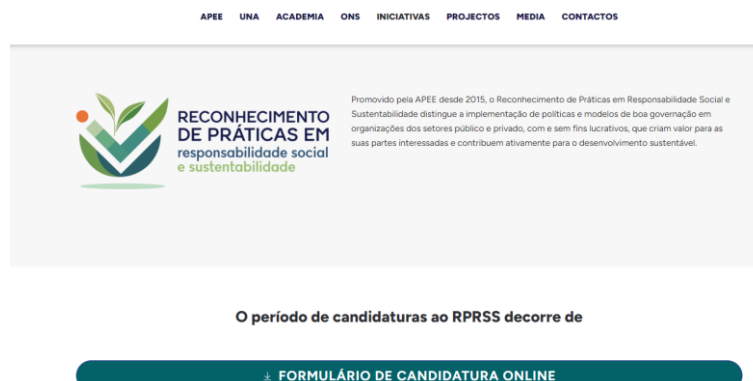 APEE UNA ACADEMIA ONS INICIATIVAS PROJECTOS MEDIA CONTACTOS
RECONHECIMENTO
DE PRÁTICAS EM
responsabilidade social
e sustentabilidade
Promovido pela APEE desde 2015, o Reconhecimento de Práticas em Responsabilidade Social e
Sustentabilidade distingue a implementação de políticas e modelos de boa governação em
organizações dos setores público e privado, com e sem fins lucrativos, que criam valor para as
suas partes interessadas e contribuem ativamente para o desenvolvimento sustentável.
O período de candidaturas ao RPRSS decorre de
FORMULÁRIO DE CANDIDATURA ONLINE